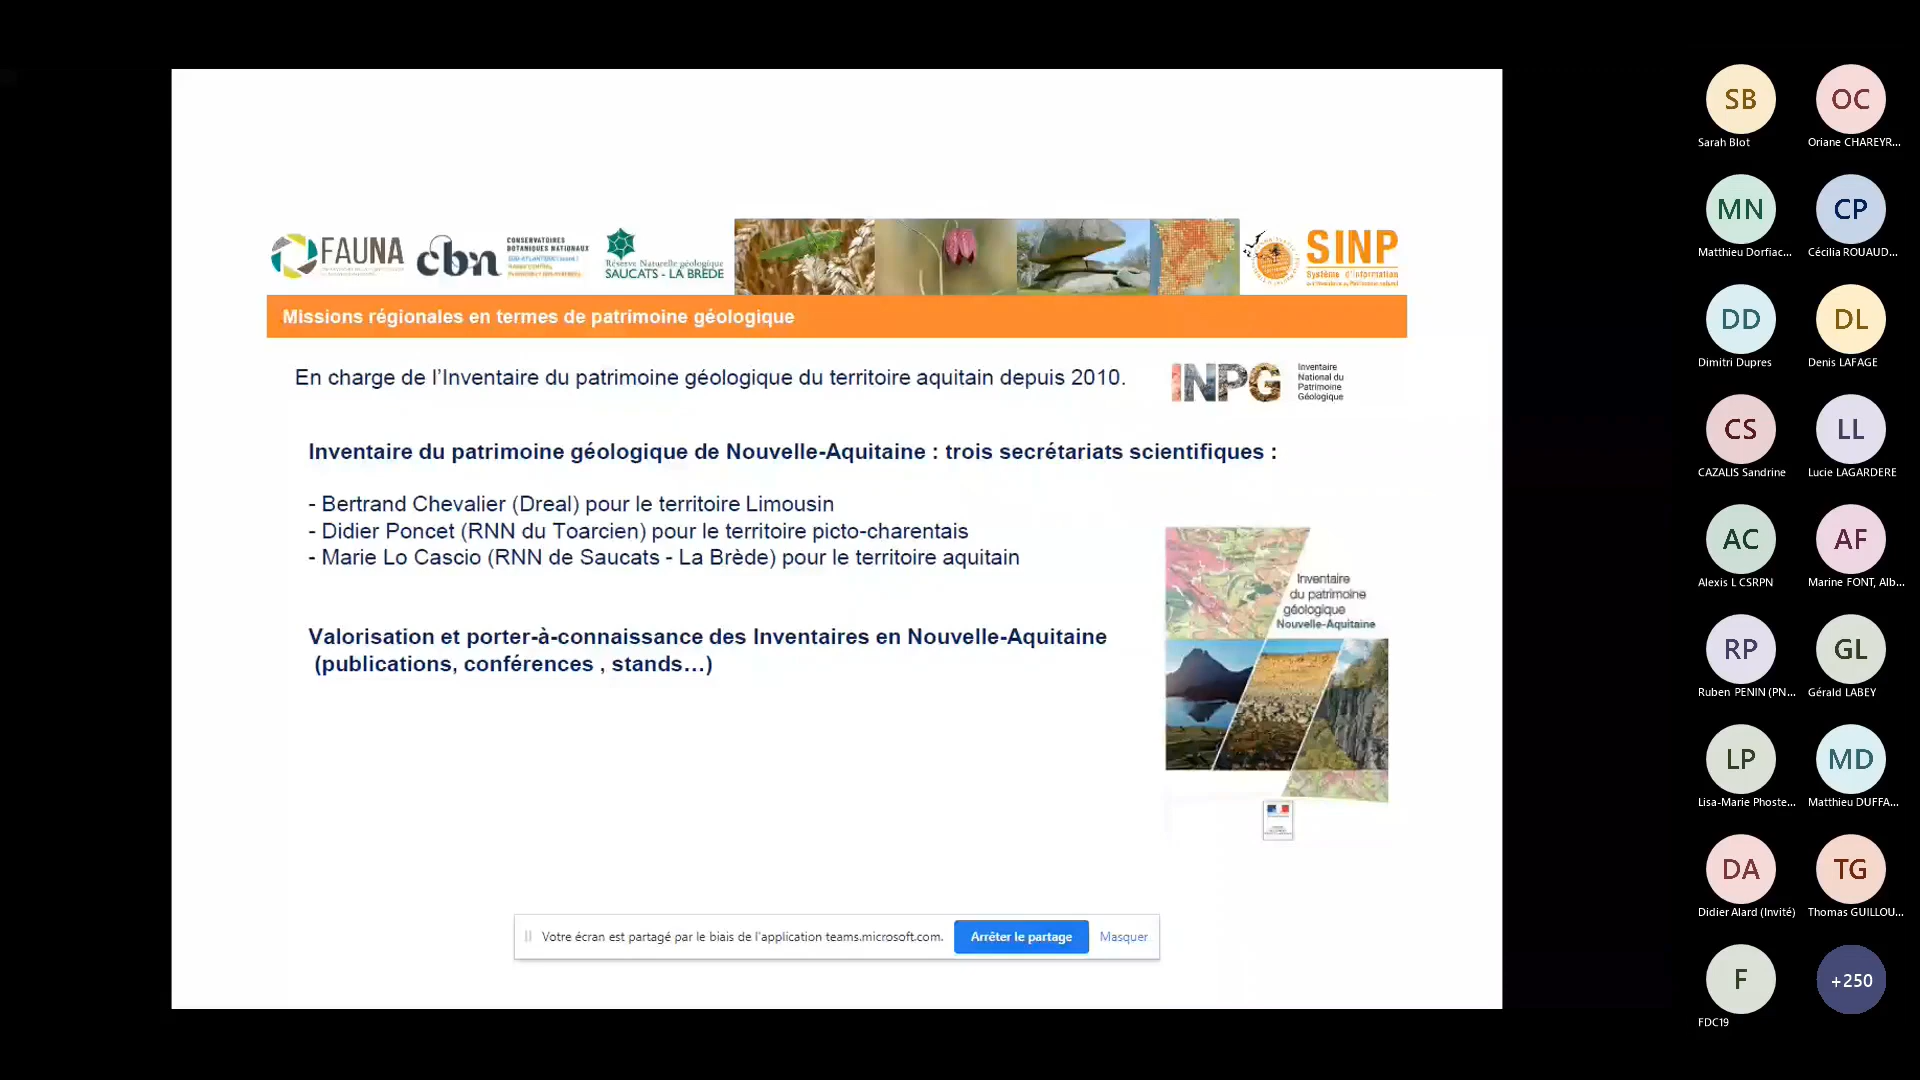 FAUNA
cbn
CONSERVATOIRES
BOTANIQUES NATIONAUX
Réserve Naturelle géologique
SAUCATS - LA BRÈDE
SINP
Système d'information
Missions régionales en termes de patrimoine géologique
En charge de l'Inventaire du patrimoine géologique du territoire aquitain depuis 2010.
INPG
Inventaire
National du
Patrimoine
Géologique
Inventaire du patrimoine géologique de Nouvelle-Aquitaine : trois secrétariats scientifiques :
- Bertrand Chevalier (Dreal) pour le territoire Limousin
- Didier Poncet (RNN du Toarcien) pour le territoire picto-charentais
- Marie Lo Cascio (RNN de Saucats - La Brède) pour le territoire aquitain
Valorisation et porter-à-connaissance des Inventaires en Nouvelle-Aquitaine
(publications, conférences , stands...)
Inventaire
du patrimoine
géologique
Nouvelle-Aquitaine
Votre écran est partagé par le biais de l'application teams.microsoft.com.
Arrêter le partage
Masquer
SB
Sarah Blot
OC
Oriane CHAREYR...
MN
Matthieu Dorfiac...
CP
Cécilia ROUAUD...
DD
Dimitri Dupres
DL
Denis LAFAGE
CS
CAZALIS Sandrine
LL
Lucie LAGARDERE
AC
Alexis L CSRPN
AF
Marine FONT, Alb...
RP
Ruben PENIN (PN...
GL
Gérald LABEY
LP
Lisa-Marie Phoste...
MD
Matthieu DUFFA...
DA
Didier Alard (Invité)
TG
Thomas GUILLOU...
F
FDC19
+250